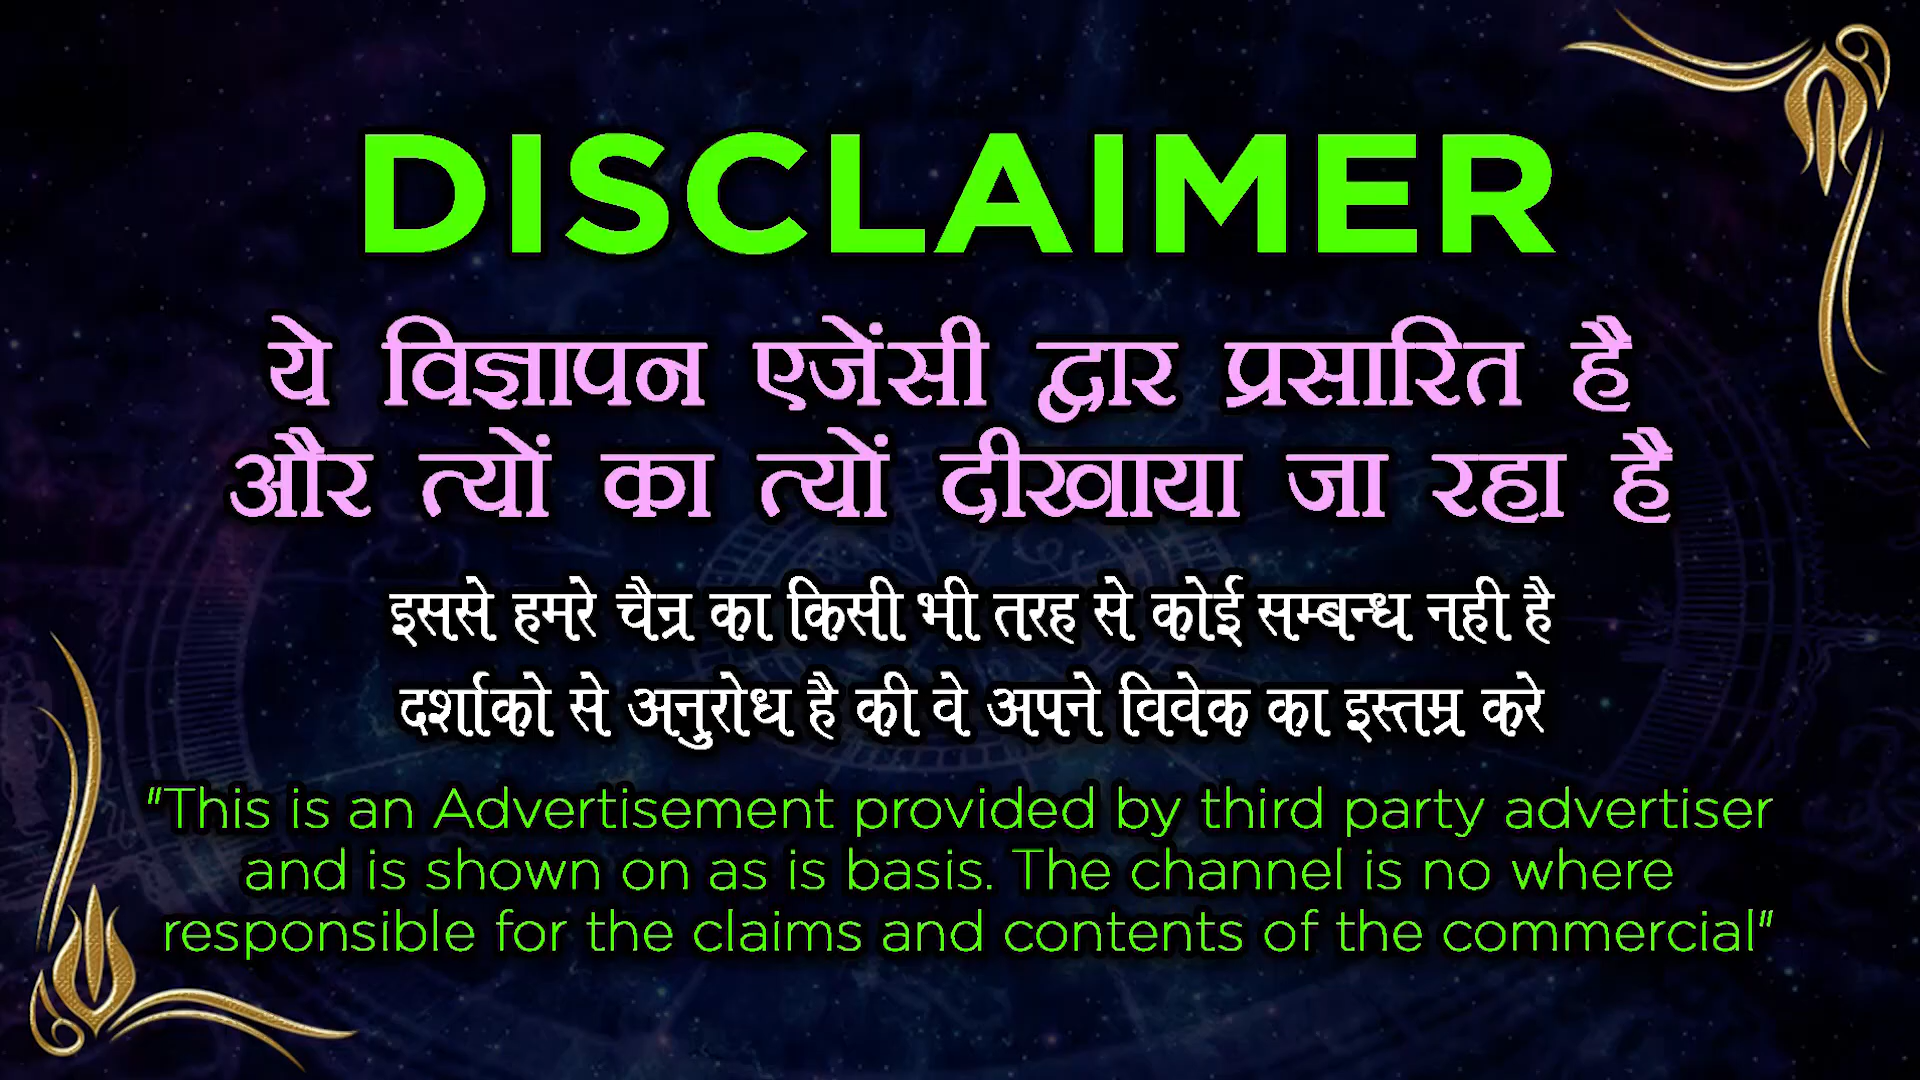 DISCLAIMER
ये विज्ञापन एजेंसी द्वार प्रसारित है
और त्यों का त्यों दीखाया जा रहा है
इससे हमरे चैन्र का किसी भी तरह से कोई सम्बन्ध नही है
दर्शाको से अनुरोध है की वे अपने विवेक का इस्तम्र करे
"This is an Advertisement provided by third party advertiser
and is shown on as is basis. The channel is no where
responsible for the claims and contents of the commercial"